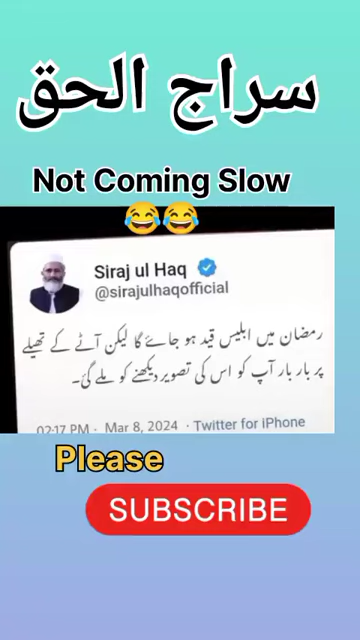 سراج الحق
Not Coming Slow
😂😂
Siraj ul Haq
@sirajulhaqofficial
رمضان میں ابلیس قید ہو جائے گا لیکن آٹے کے تھیلے
پر بار بار آپ کو اس کی تصویر دیکھنے کو ملے گی۔
02:17 PM · Mar 8, 2024 · Twitter for iPhone
Please
SUBSCRIBE